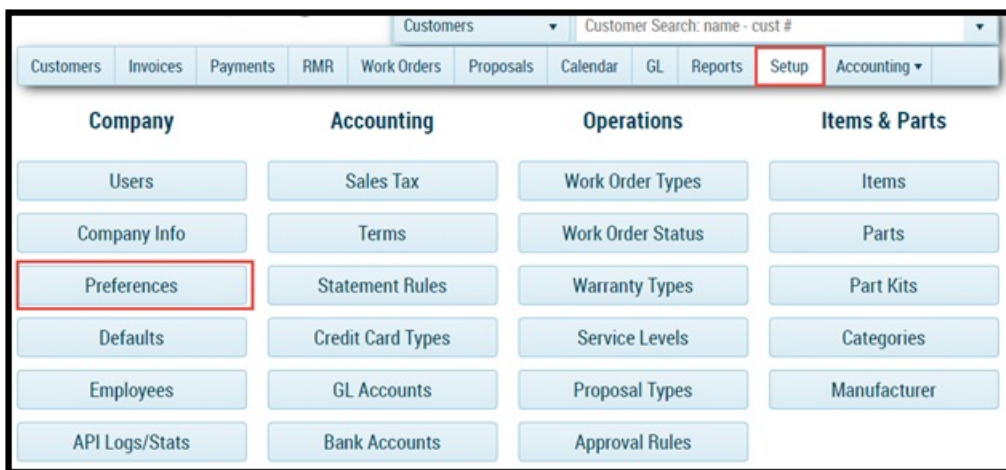 Customers Customer Search: name - cust #
Customers Invoices Payments RMR Work Orders Proposals Calendar GL Reports Setup Accounting
Company Accounting Operations Items & Parts
Users Sales Tax Work Order Types Items
Company Info Terms Work Order Status Parts
Preferences Statement Rules Warranty Types Part Kits
Defaults Credit Card Types Service Levels Categories
Employees GL Accounts Proposal Types Manufacturer
API Logs/Stats Bank Accounts Approval Rules